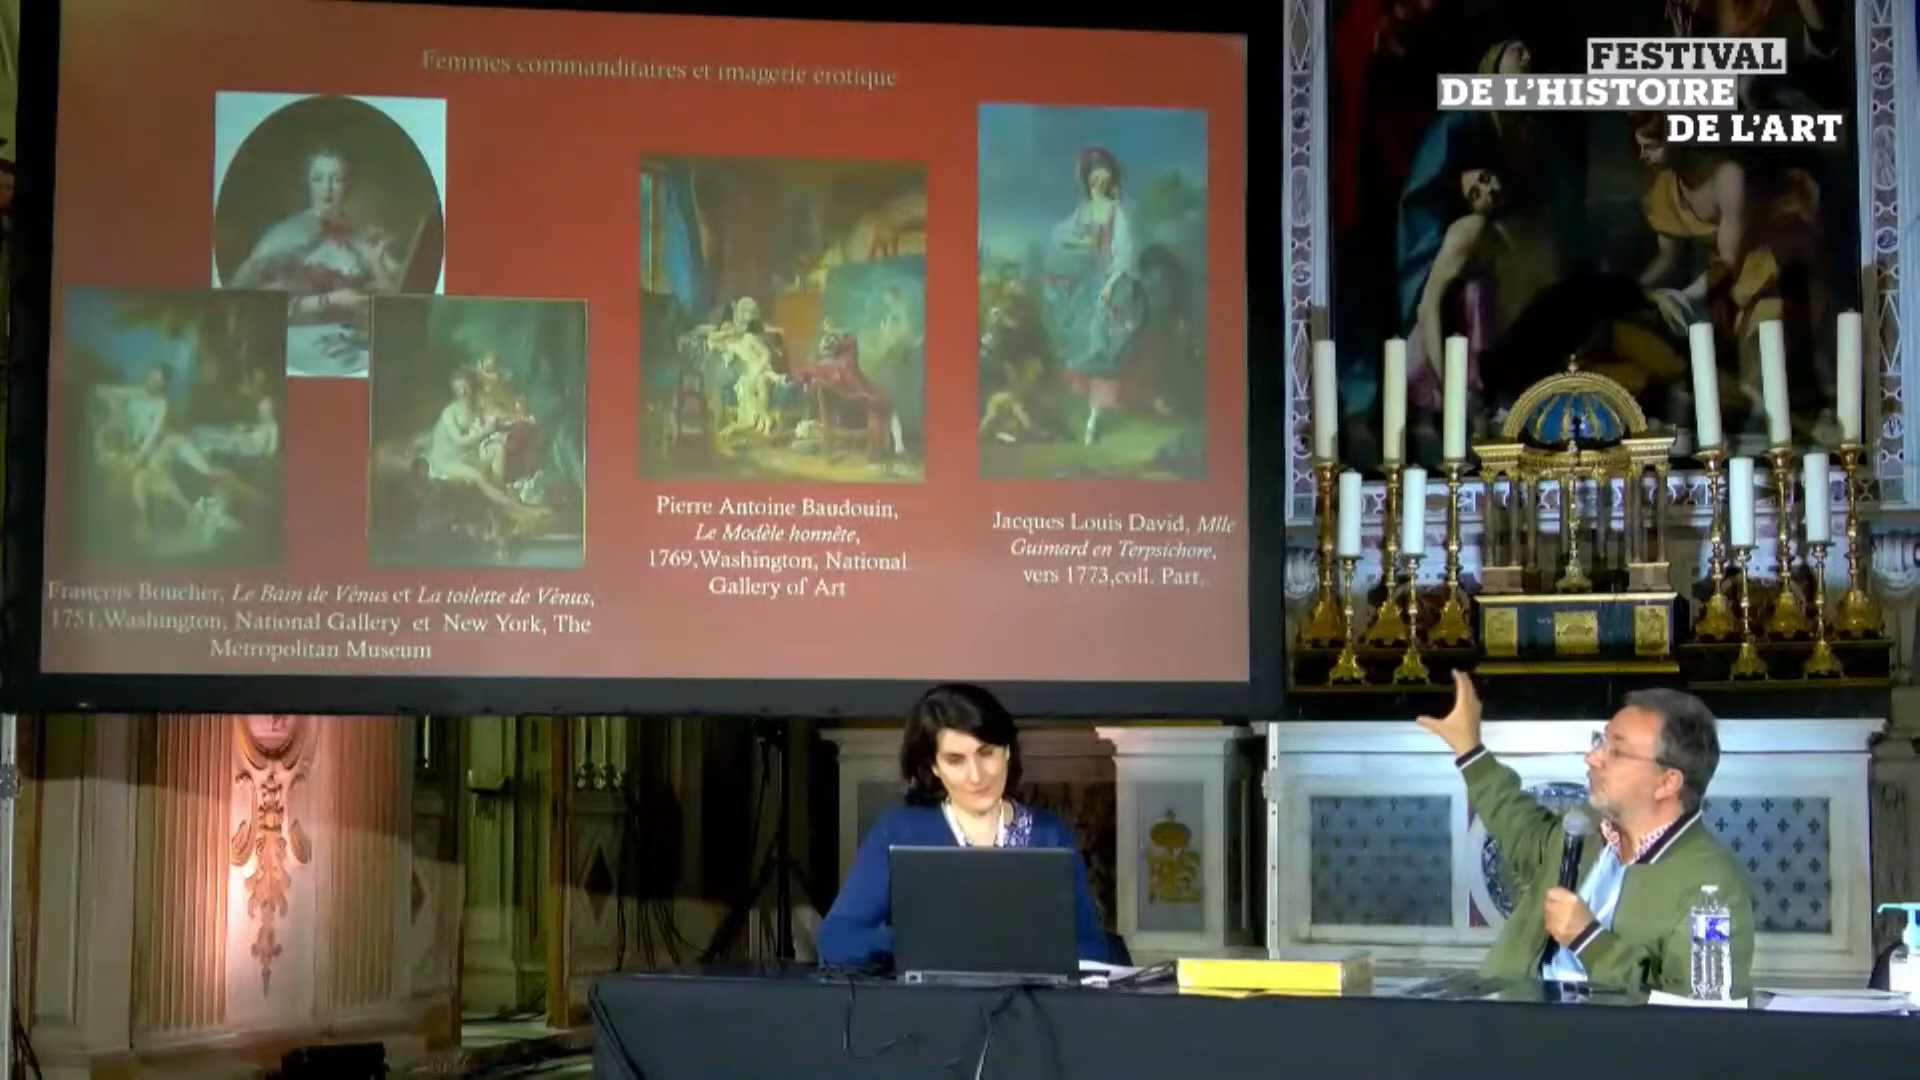 Femmes commanditaires et imagerie érotique
FESTIVAL
DE L'HISTOIRE
DE L'ART
François Boucher, Le Bain de Vénus et La toilette de Vénus,
1751,Washington, National Gallery et New York, The
Metropolitan Museum
Pierre Antoine Baudouin,
Le Modèle honnête,
1769,Washington, National
Gallery of Art
Jacques Louis David, Mlle
Guimard en Terpsichore,
vers 1773,coll. Part.